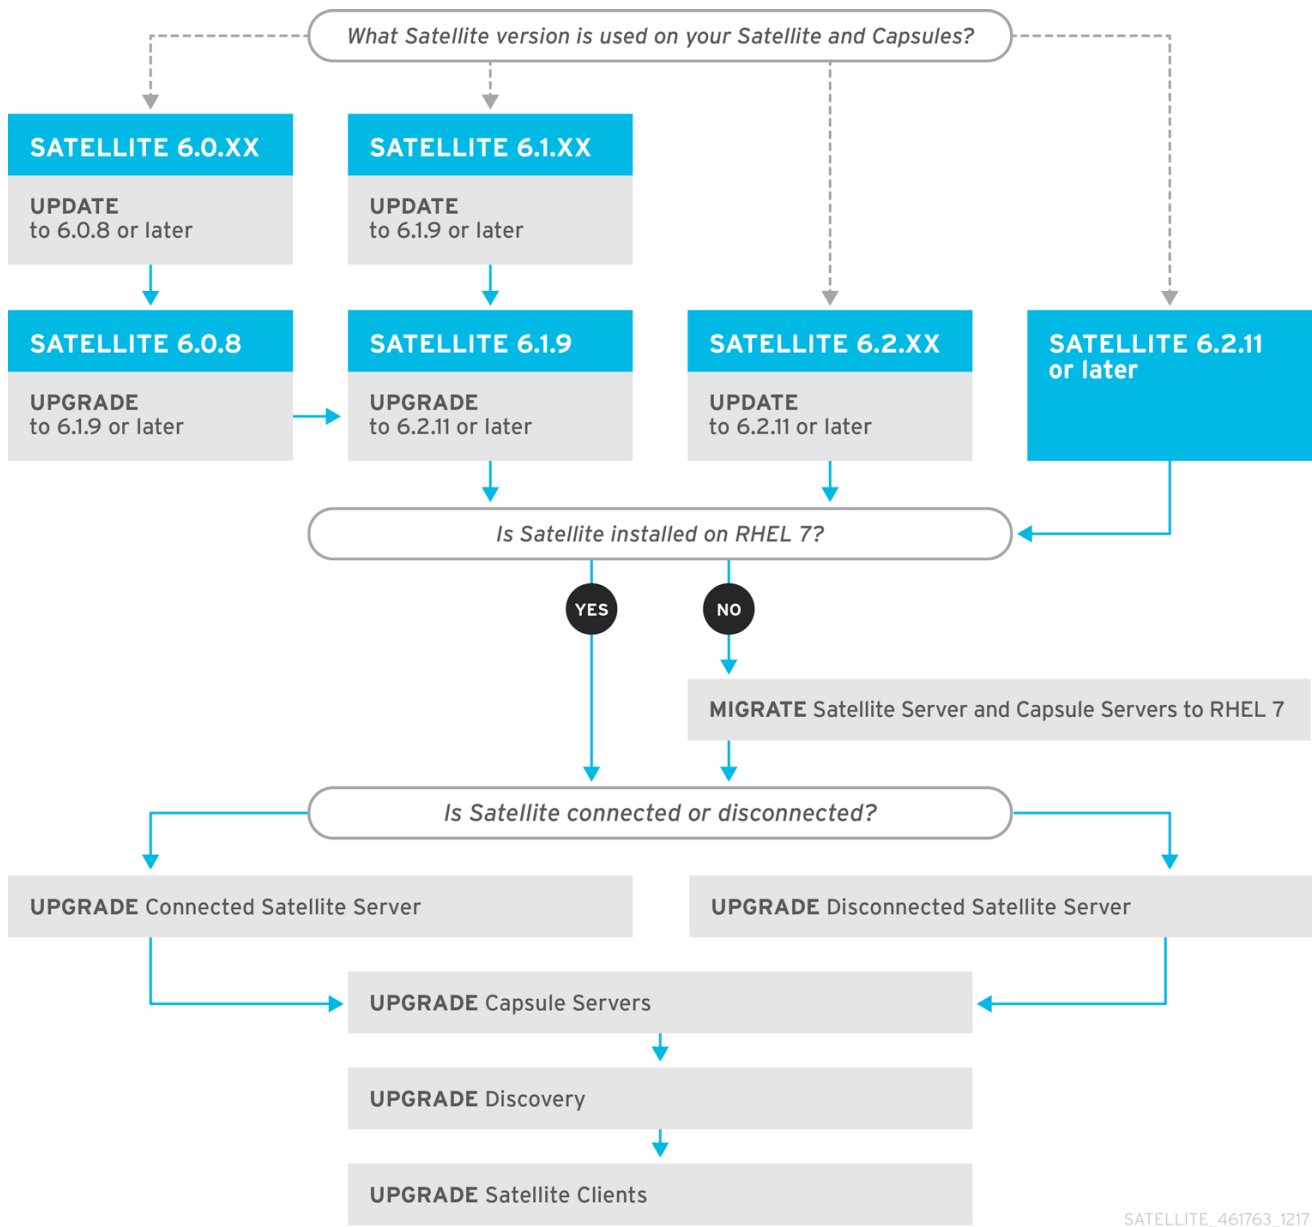 What Satellite version is used on your Satellite and Capsules?
SATELLITE 6.0.XX
UPDATE
to 6.0.8 or later
SATELLITE 6.1.XX
UPDATE
to 6.1.9 or later
SATELLITE 6.0.8
UPGRADE
to 6.1.9 or later
SATELLITE 6.1.9
UPGRADE
to 6.2.11 or later
SATELLITE 6.2.XX
UPDATE
to 6.2.11 or later
SATELLITE 6.2.11
or later
Is Satellite installed on RHEL 7?
YES
NO
MIGRATE Satellite Server and Capsule Servers to RHEL 7
Is Satellite connected or disconnected?
UPGRADE Connected Satellite Server
UPGRADE Disconnected Satellite Server
UPGRADE Capsule Servers
UPGRADE Discovery
UPGRADE Satellite Clients
SATELLITE_461763_1217